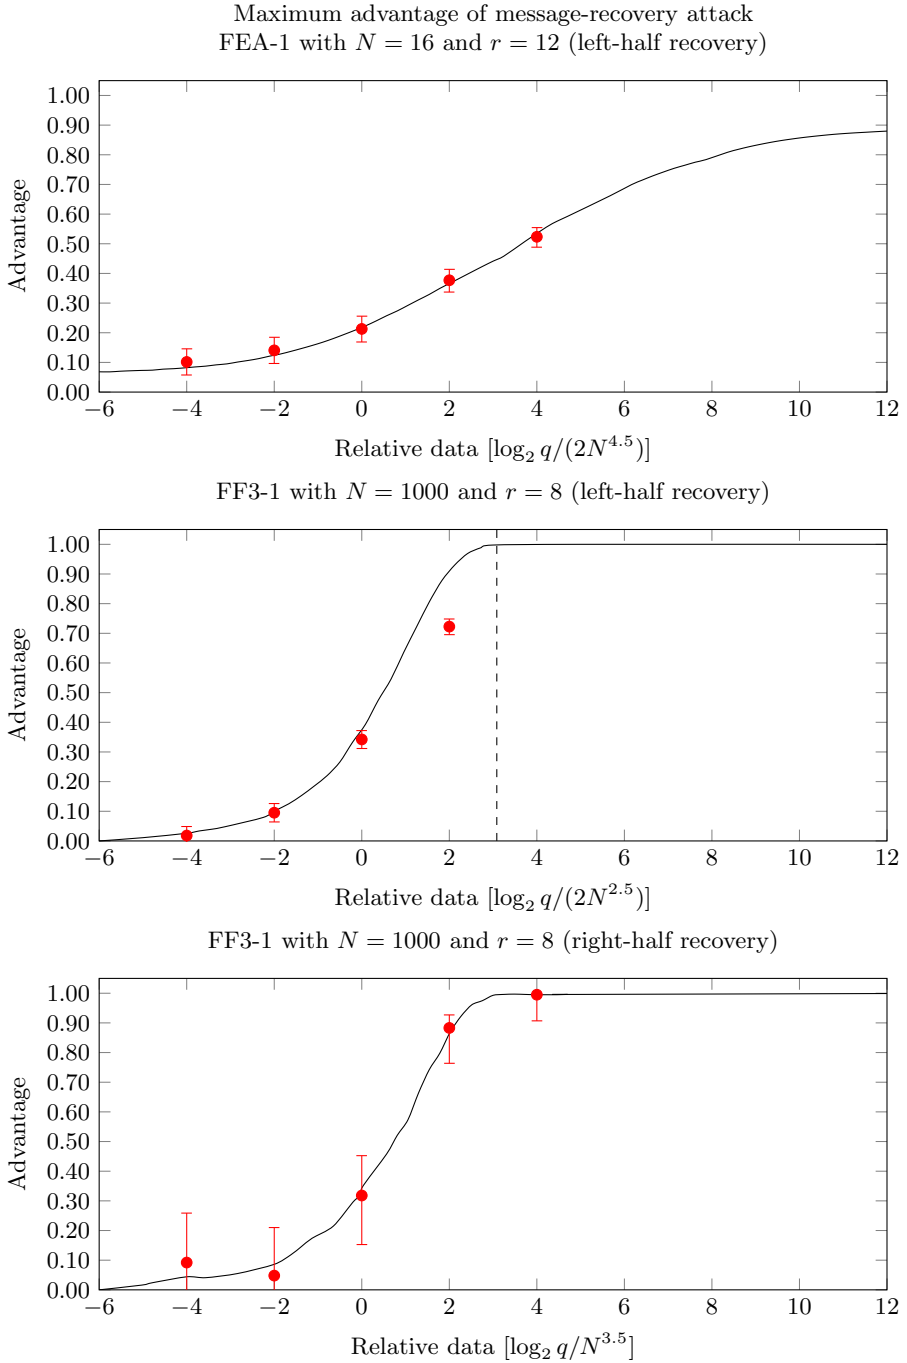 Maximum advantage of message-recovery attack
FEA-1 with N = 16 and r = 12 (left-half recovery)
1.00
0.90
0.80
0.70
0.60
0.50
0.40
0.30
0.20
0.10
0.00
Advantage
−6 −4 −2 0 2 4 6 8 10 12
Relative data [log₂ q/(2N⁴·⁵)]
FF3-1 with N = 1000 and r = 8 (left-half recovery)
1.00
0.90
0.80
0.70
0.60
0.50
0.40
0.30
0.20
0.10
0.00
Advantage
−6 −4 −2 0 2 4 6 8 10 12
Relative data [log₂ q/(2N²·⁵)]
FF3-1 with N = 1000 and r = 8 (right-half recovery)
1.00
0.90
0.80
0.70
0.60
0.50
0.40
0.30
0.20
0.10
0.00
Advantage
−6 −4 −2 0 2 4 6 8 10 12
Relative data [log₂ q/N³·⁵]